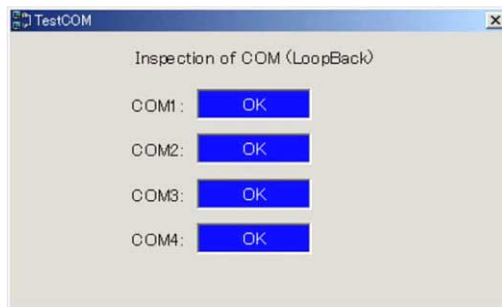 TestCOM
Inspection of COM (LoopBack)
COM1: OK
COM2: OK
COM3: OK
COM4: OK